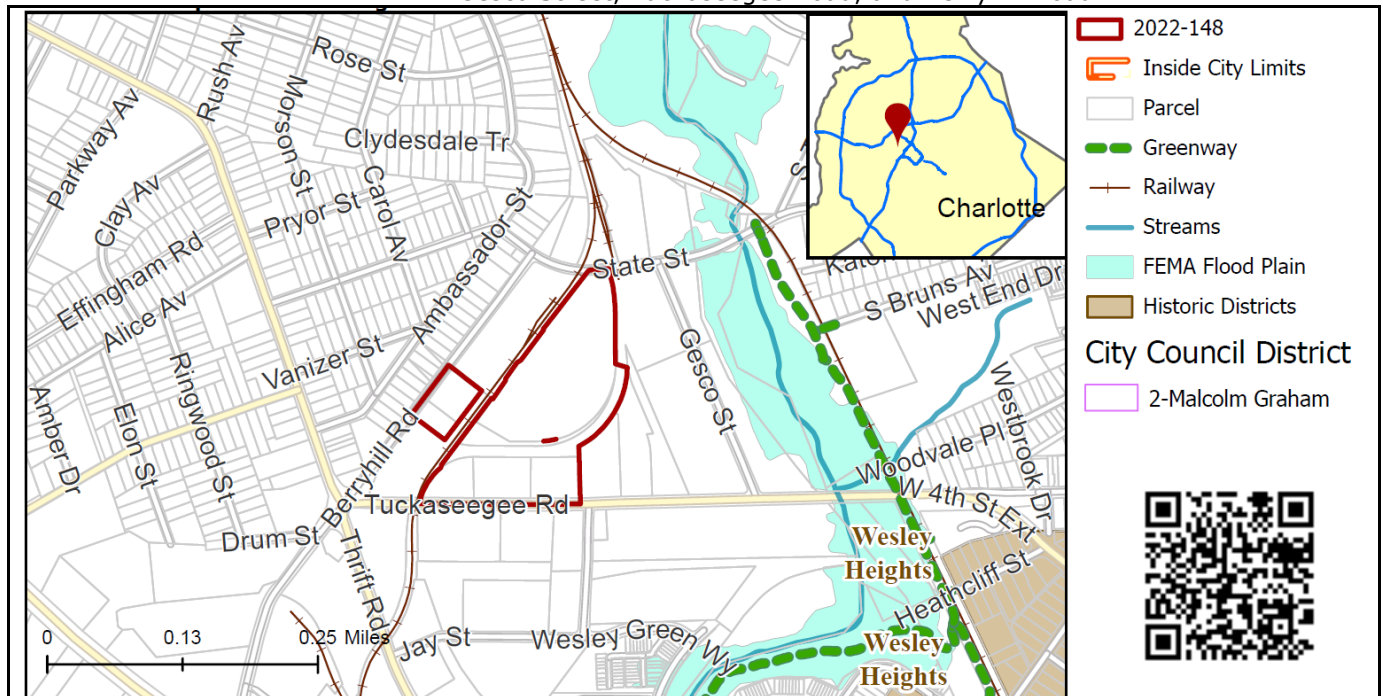 Rose St
Rush Av
Morson St
Parkway Av
Clydesdale Tr
Clay Av
Carol Av
Pryor St
Ambassador St
Effingham Rd
Alice Av
State St
Vanizer St
Ringwood St
Elon St
Amber Dr
Berryhill Rd
Gesco St
S Bruns Av
West End Dr
Westbrook Dr
Woodvale Pl
W 4th St Ext
Tuckaseegee Rd
Drum St
Thrift Rd
Wesley
Heights
Heathcliff St
Wesley
Heights
Jay St
Wesley Green Wy
0 0.13 0.25 Miles
Charlotte
2022-148
Inside City Limits
Parcel
Greenway
Railway
Streams
FEMA Flood Plain
Historic Districts
City Council District
2-Malcolm Graham